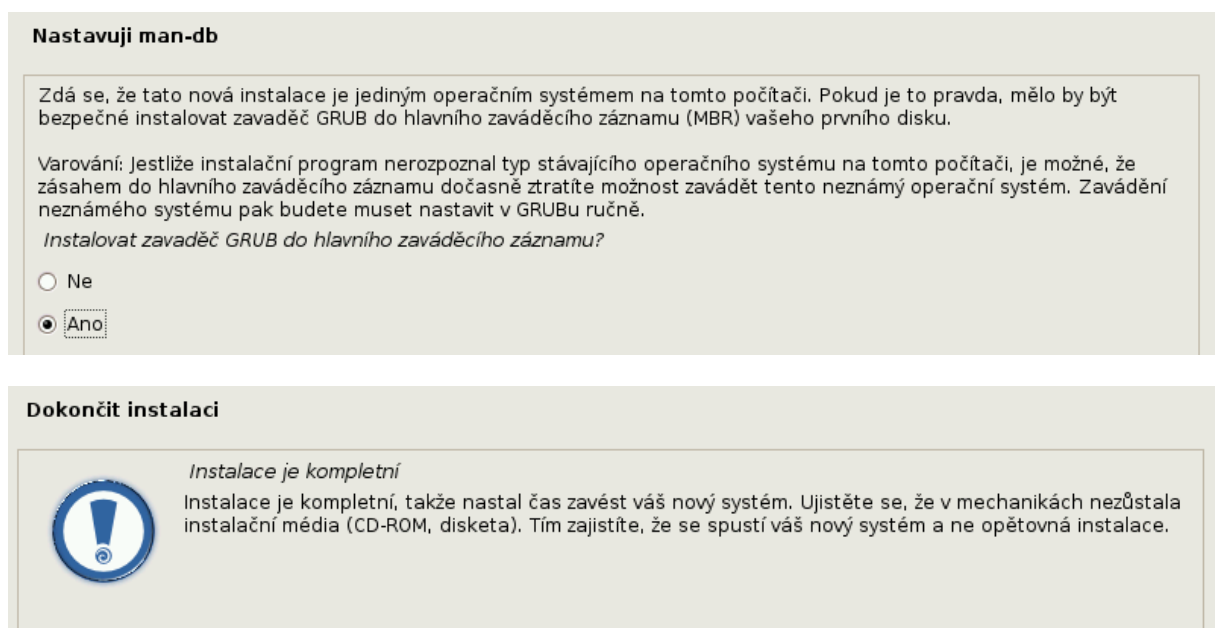 Nastavuji man-db
Zdá se, že tato nová instalace je jediným operačním systémem na tomto počítači. Pokud je to pravda, mělo by být
bezpečné instalovat zavaděč GRUB do hlavního zaváděcího záznamu (MBR) vašeho prvního disku.
Varování: Jestliže instalační program nerozpoznal typ stávajícího operačního systému na tomto počítači, je možné, že
zásahem do hlavního zaváděcího záznamu dočasně ztratíte možnost zavádět tento neznámý operační systém. Zavádění
neznámého systému pak budete muset nastavit v GRUBu ručně.
Instalovat zavaděč GRUB do hlavního zaváděcího záznamu?
Ne
Ano
Dokončit instalaci
Instalace je kompletní
Instalace je kompletní, takže nastal čas zavést váš nový systém. Ujistěte se, že v mechanikách nezůstala
instalační média (CD-ROM, disketa). Tím zajistíte, že se spustí váš nový systém a ne opětovná instalace.